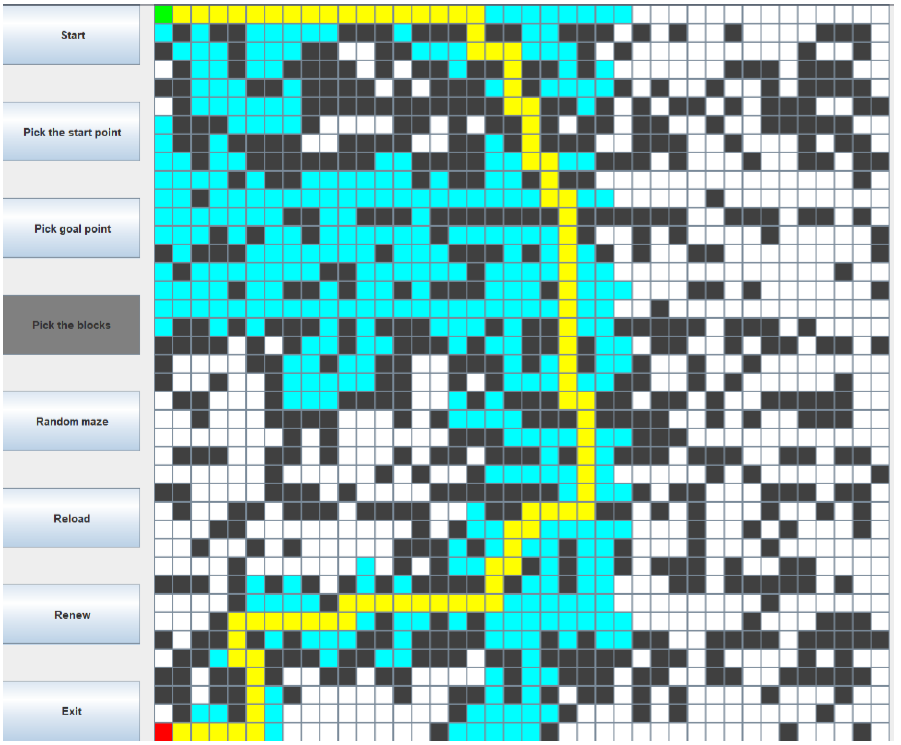 Start
Pick the start point
Pick goal point
Pick the blocks
Random maze
Reload
Renew
Exit